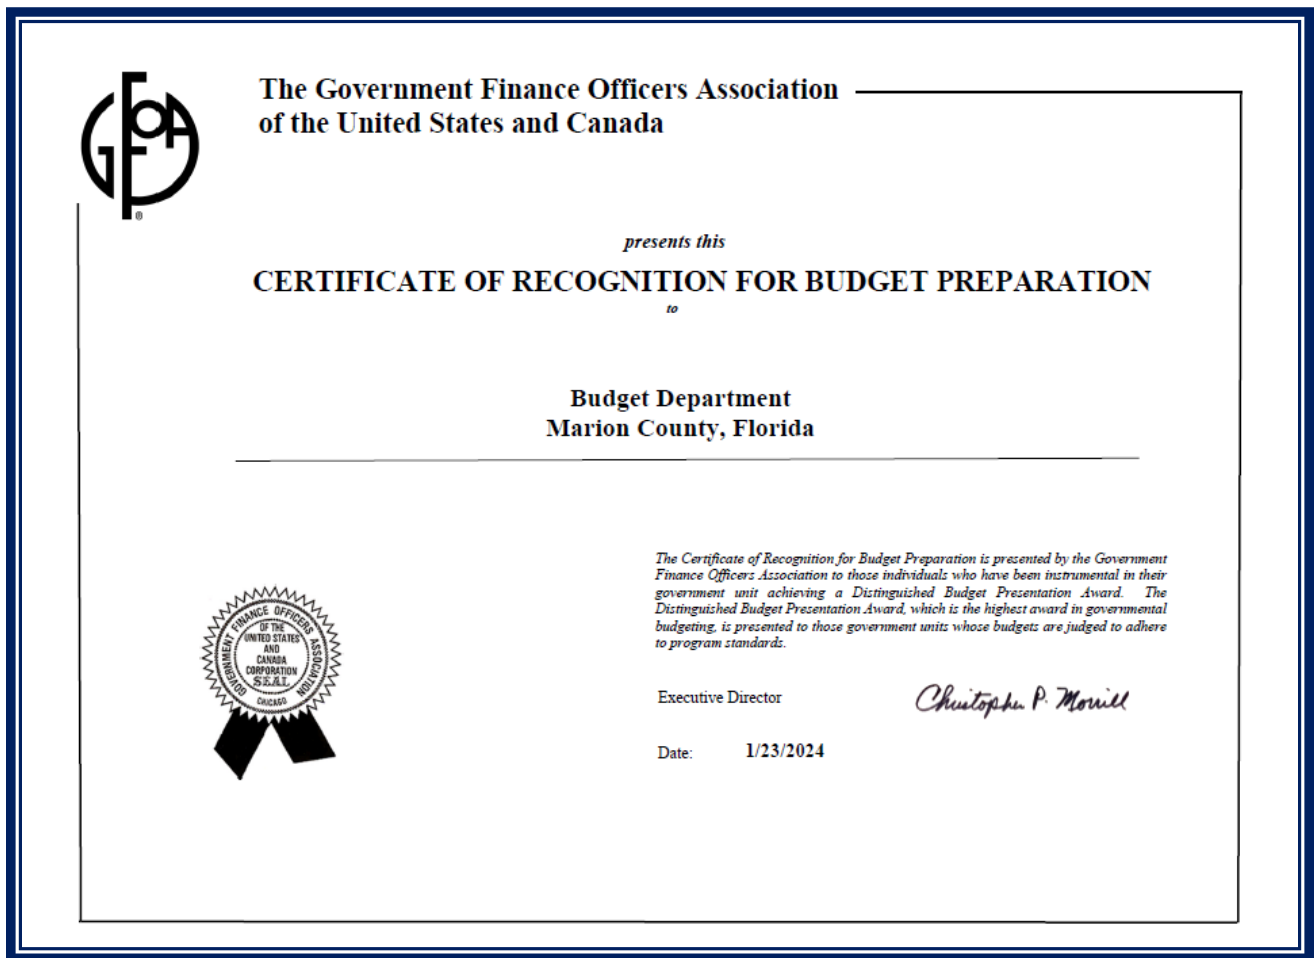 GFOA
®
The Government Finance Officers Association
of the United States and Canada
presents this
CERTIFICATE OF RECOGNITION FOR BUDGET PREPARATION
to
Budget Department
Marion County, Florida
The Certificate of Recognition for Budget Preparation is presented by the Government
Finance Officers Association to those individuals who have been instrumental in their
government unit achieving a Distinguished Budget Presentation Award. The
Distinguished Budget Presentation Award, which is the highest award in governmental
budgeting, is presented to those government units whose budgets are judged to adhere
to program standards.
GOVERNMENT FINANCE OFFICERS ASSOCIATION
OF THE
UNITED STATES
AND
CANADA
CORPORATION
SEAL
CHICAGO
Executive Director
Christopher P. Morrill
Date: 1/23/2024